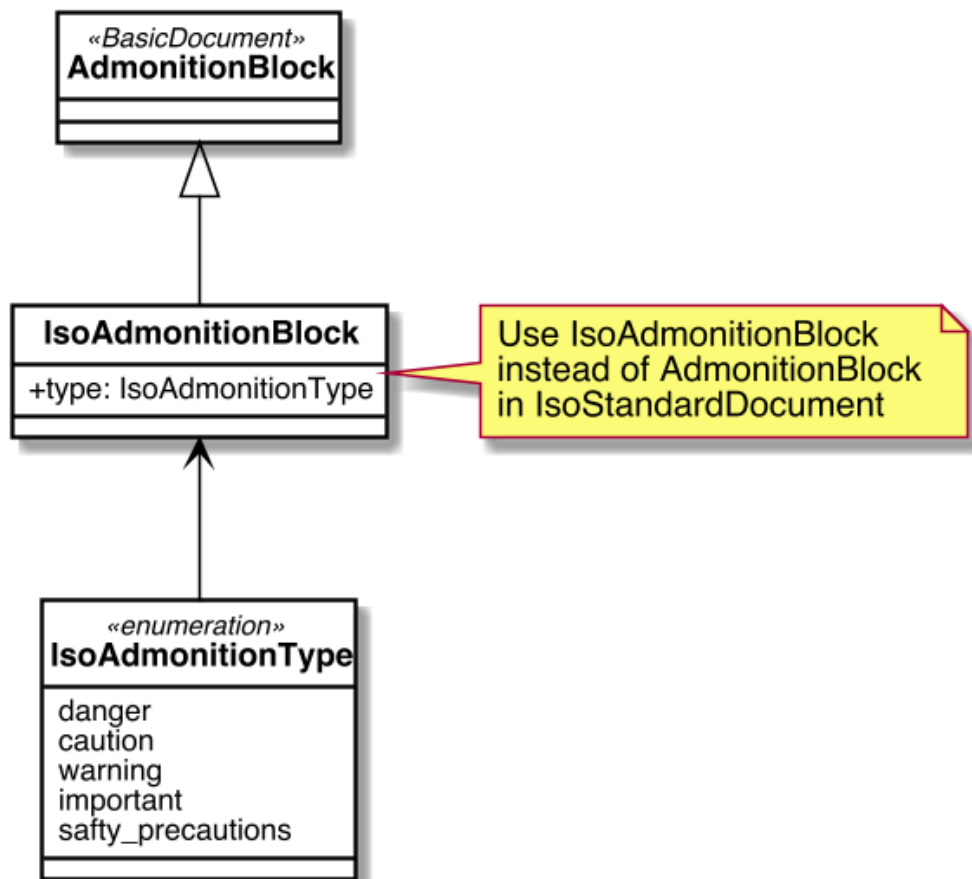 «BasicDocument»
AdmonitionBlock
IsoAdmonitionBlock
+type: IsoAdmonitionType
Use IsoAdmonitionBlock
instead of AdmonitionBlock
in IsoStandardDocument
«enumeration»
IsoAdmonitionType
danger
caution
warning
important
safty_precautions